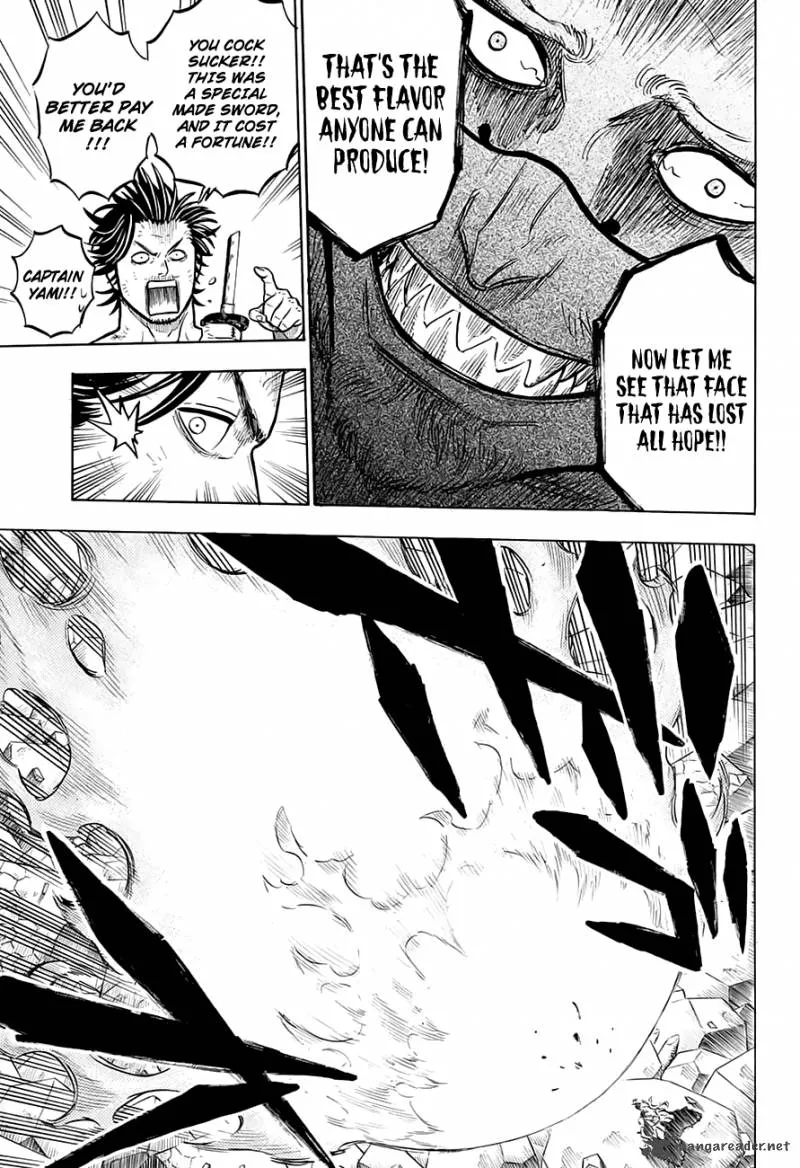 THAT'S THE
BEST FLAVOR
ANYONE CAN
PRODUCE!
NOW LET ME
SEE THAT FACE
THAT HAS LOST
ALL HOPE!!
YOU COCK
SUCKER!!
THIS WAS
A SPECIAL
MADE SWORD,
AND IT COST
A FORTUNE!!
YOU'D
BETTER PAY
ME BACK
!!!
CAPTAIN
YAMI!!
mangareader.net